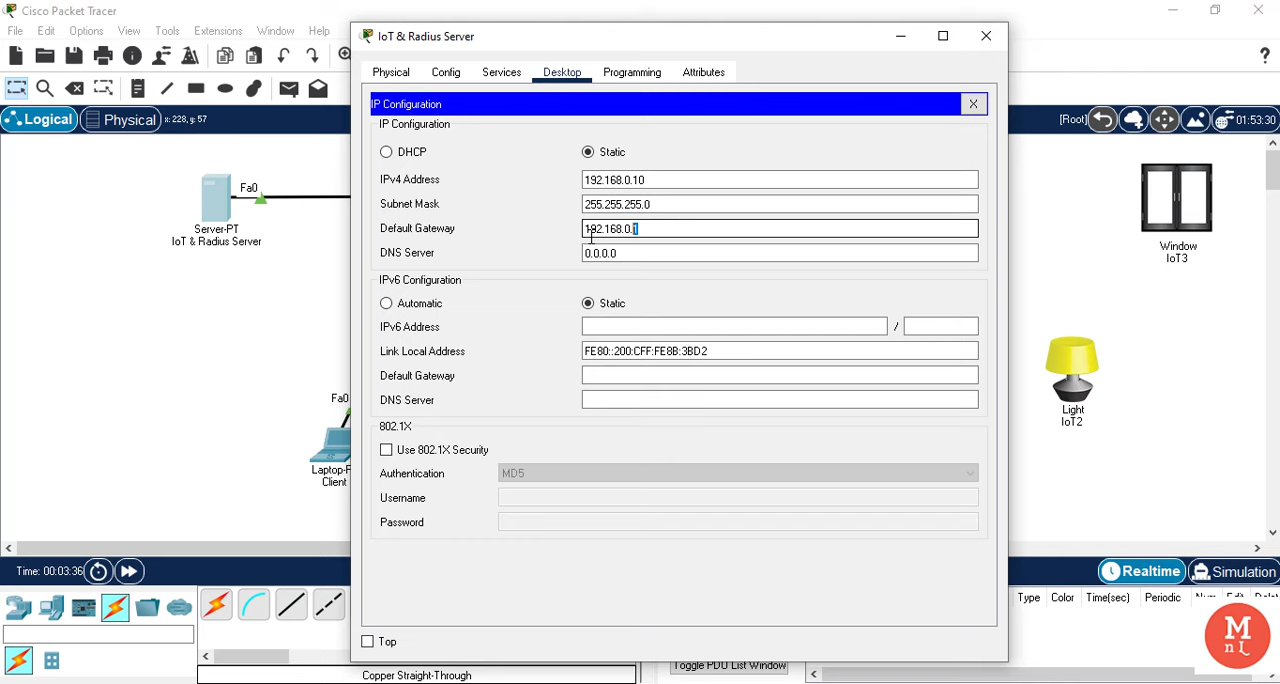 Cisco Packet Tracer
File Edit Options View Tools Extensions Window Help
Logical Physical x: 228, y: 57
[Root] 01:53:30
Fa0
Server-PT
IoT & Radius Server
Fa0
Laptop-P
Client
IoT & Radius Server
Physical Config Services Desktop Programming Attributes
IP Configuration X
IP Configuration
DHCP Static
IPv4 Address 192.168.0.10
Subnet Mask 255.255.255.0
Default Gateway 192.168.0.1
DNS Server 0.0.0.0
IPv6 Configuration
Automatic Static
IPv6 Address /
Link Local Address FE80::200:CFF:FE8B:3BD2
Default Gateway
DNS Server
802.1X
Use 802.1X Security
Authentication MD5
Username
Password
Top
Window
IoT3
Light
IoT2
Time: 00:03:36
Realtime Simulation
Type Color Time(sec) Periodic Num Edit
Copper Straight-Through
Toggle PDU List Window
M
n L